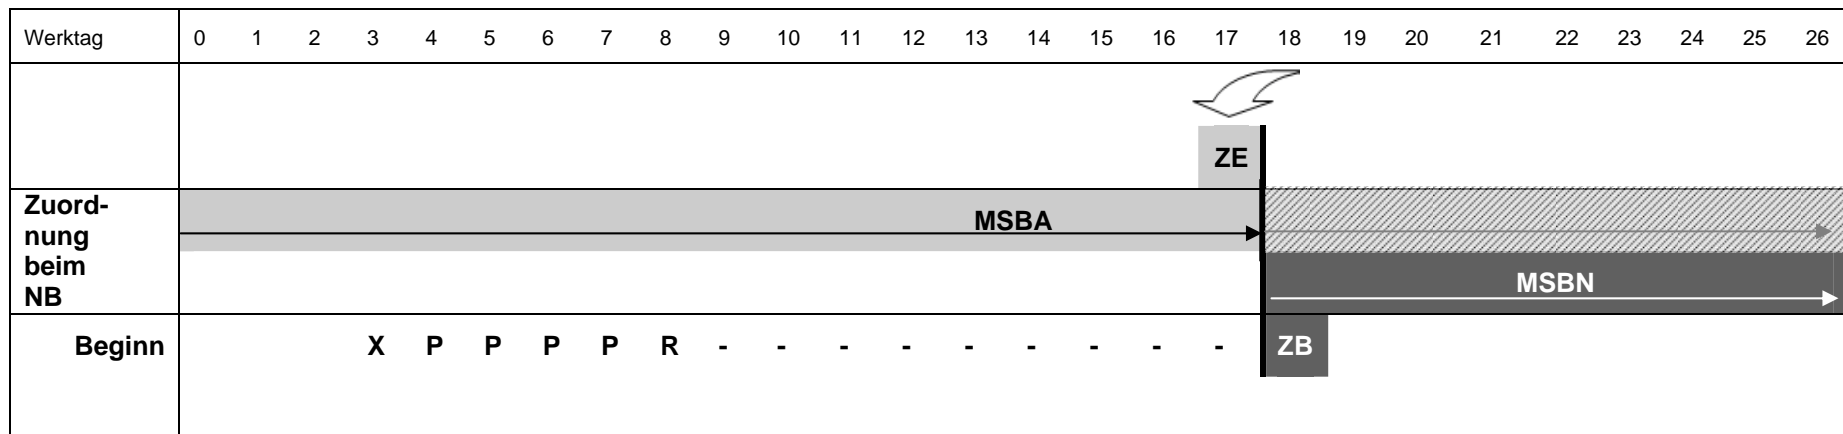 Werktag 0 1 2 3 4 5 6 7 8 9 10 11 12 13 14 15 16 17 18 19 20 21 22 23 24 25 26
ZE
Zuord-
nung
beim
NB
MSBA
MSBN
Beginn X P P P P R - - - - - - - - - ZB